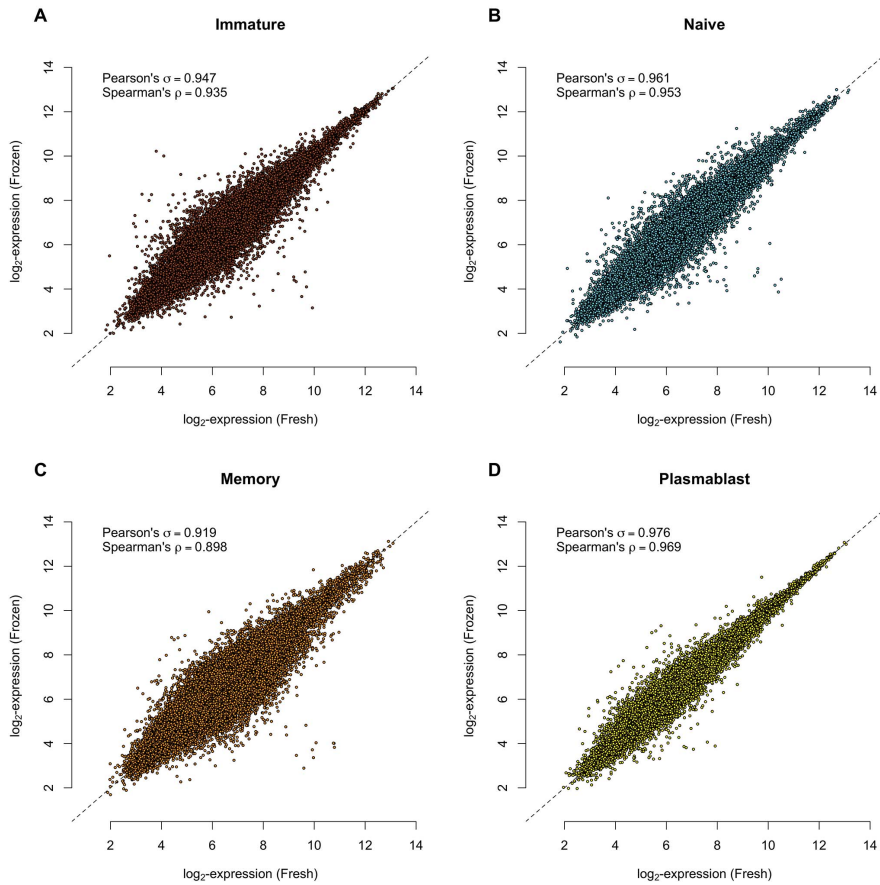 A
Immature
Pearson's σ = 0.947
Spearman's ρ = 0.935
log₂-expression (Frozen)
14
12
10
8
6
4
2
2 4 6 8 10 12 14
log₂-expression (Fresh)
B
Naive
Pearson's σ = 0.961
Spearman's ρ = 0.953
log₂-expression (Frozen)
14
12
10
8
6
4
2
2 4 6 8 10 12 14
log₂-expression (Fresh)
C
Memory
Pearson's σ = 0.919
Spearman's ρ = 0.898
log₂-expression (Frozen)
14
12
10
8
6
4
2
2 4 6 8 10 12 14
log₂-expression (Fresh)
D
Plasmablast
Pearson's σ = 0.976
Spearman's ρ = 0.969
log₂-expression (Frozen)
14
12
10
8
6
4
2
2 4 6 8 10 12 14
log₂-expression (Fresh)